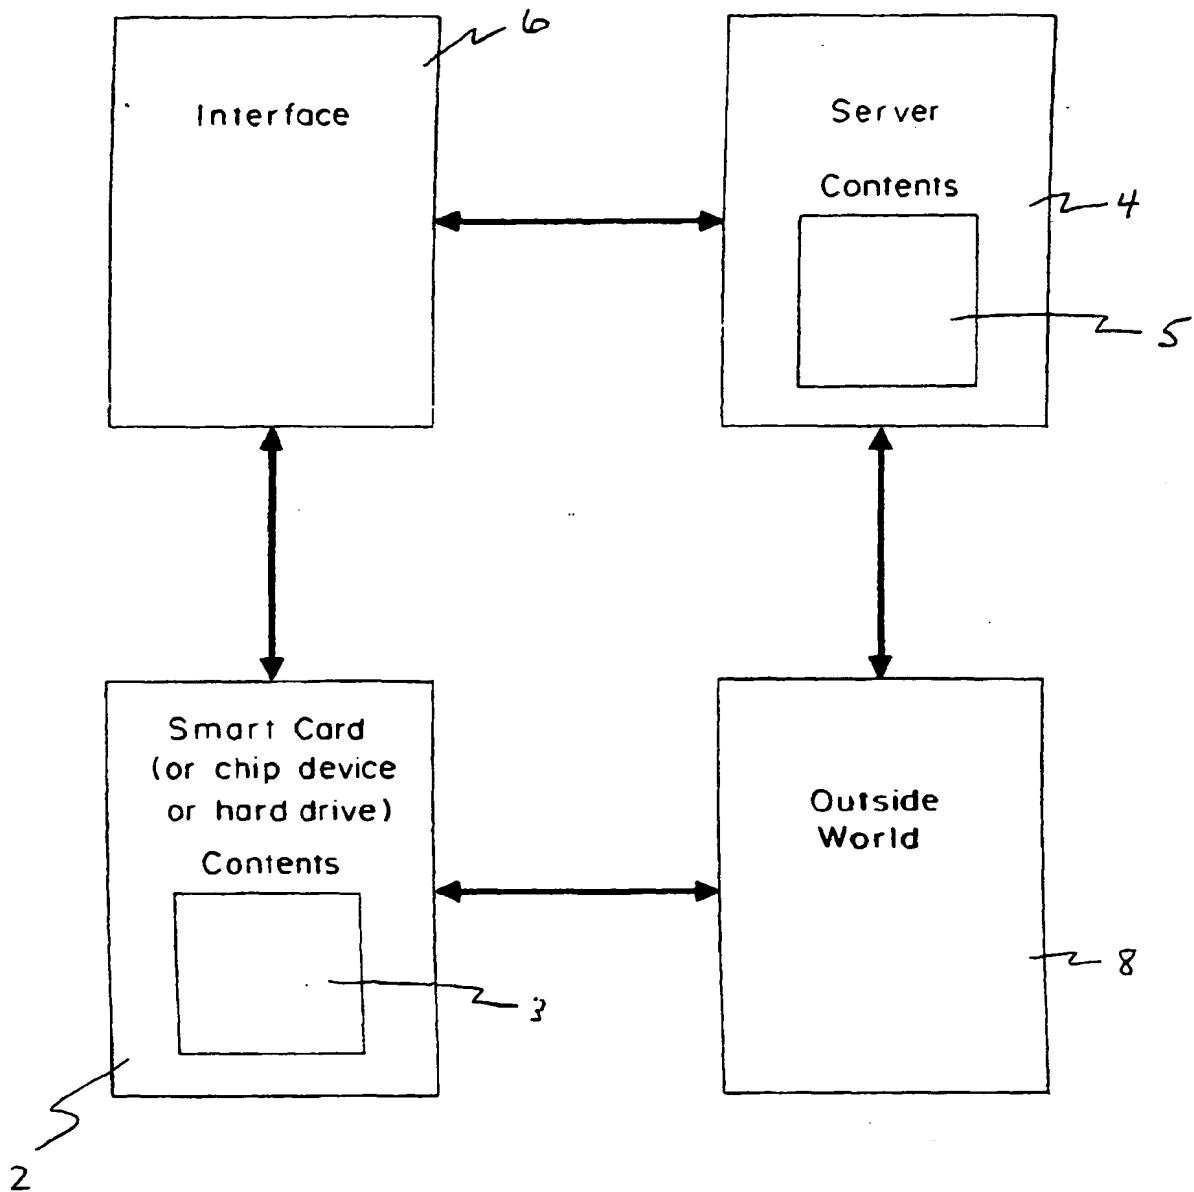 6
Interface
Server
Contents
4
5
Smart Card
(or chip device
or hard drive)
Contents
3
2
Outside
World
8